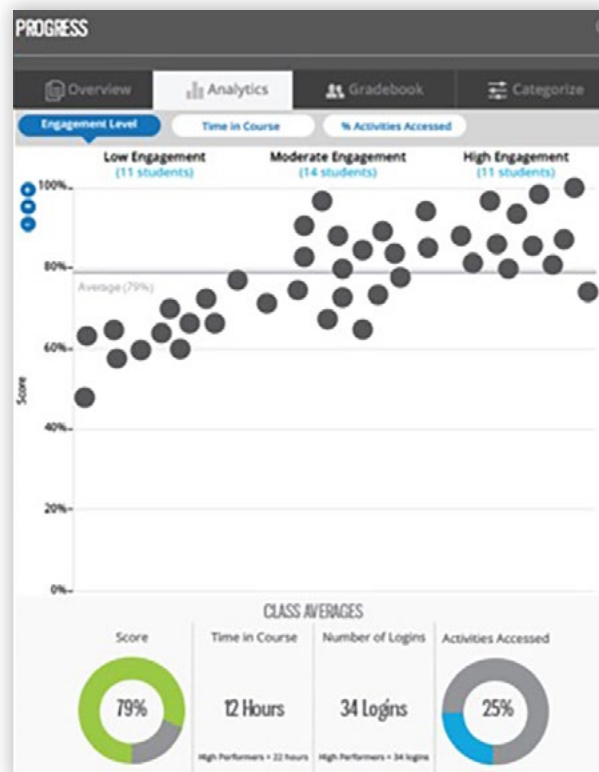 PROGRESS
Overview
Analytics
Gradebook
Categorize
Engagement Level
Time in Course
% Activities Accessed
Low Engagement
(11 students)
Moderate Engagement
(14 students)
High Engagement
(11 students)
100%
80%
Average (79%)
60%
Score
40%
20%
0%
CLASS AVERAGES
Score
Time in Course
Number of Logins
Activities Accessed
79%
12 Hours
34 Logins
25%
High Performers = 22 hours
High Performers = 34 logins